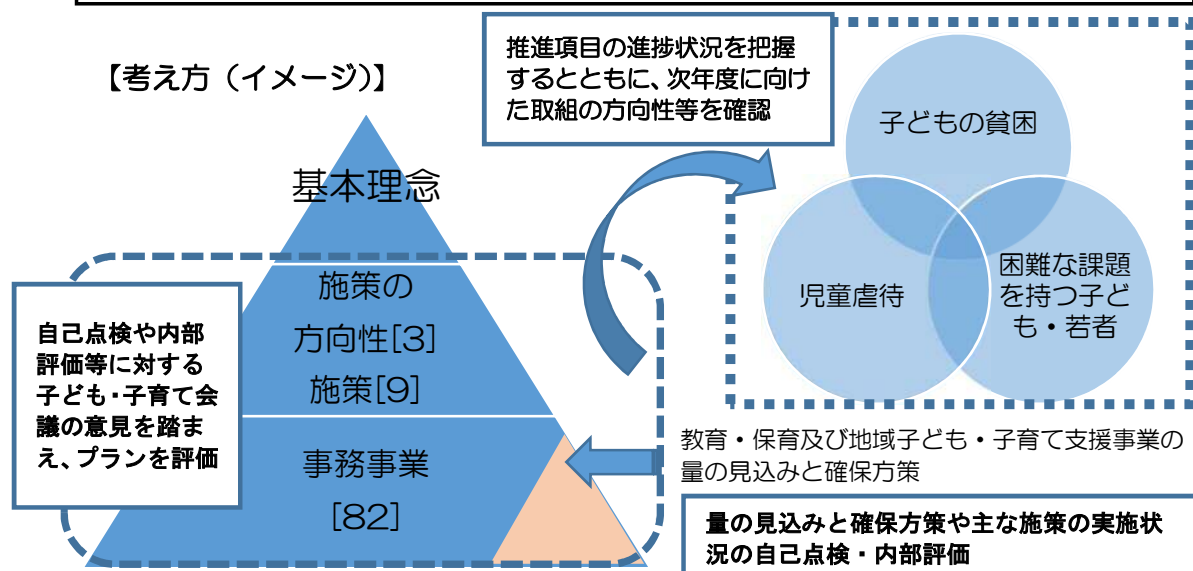 【考え方（イメージ）】
推進項目の進捗状況を把握
するとともに、次年度に向け
た取組の方向性等を確認
子どもの貧困
児童虐待
困難な課題
を持つ子ど
も・若者
基本理念
施策の
方向性[3]
施策[9]
事務事業
[82]
自己点検や内部
評価等に対する
子ども・子育て会
議の意見を踏ま
え、プランを評価
教育・保育及び地域子ども・子育て支援事業の
量の見込みと確保方策
量の見込みと確保方策や主な施策の実施状
況の自己点検・内部評価